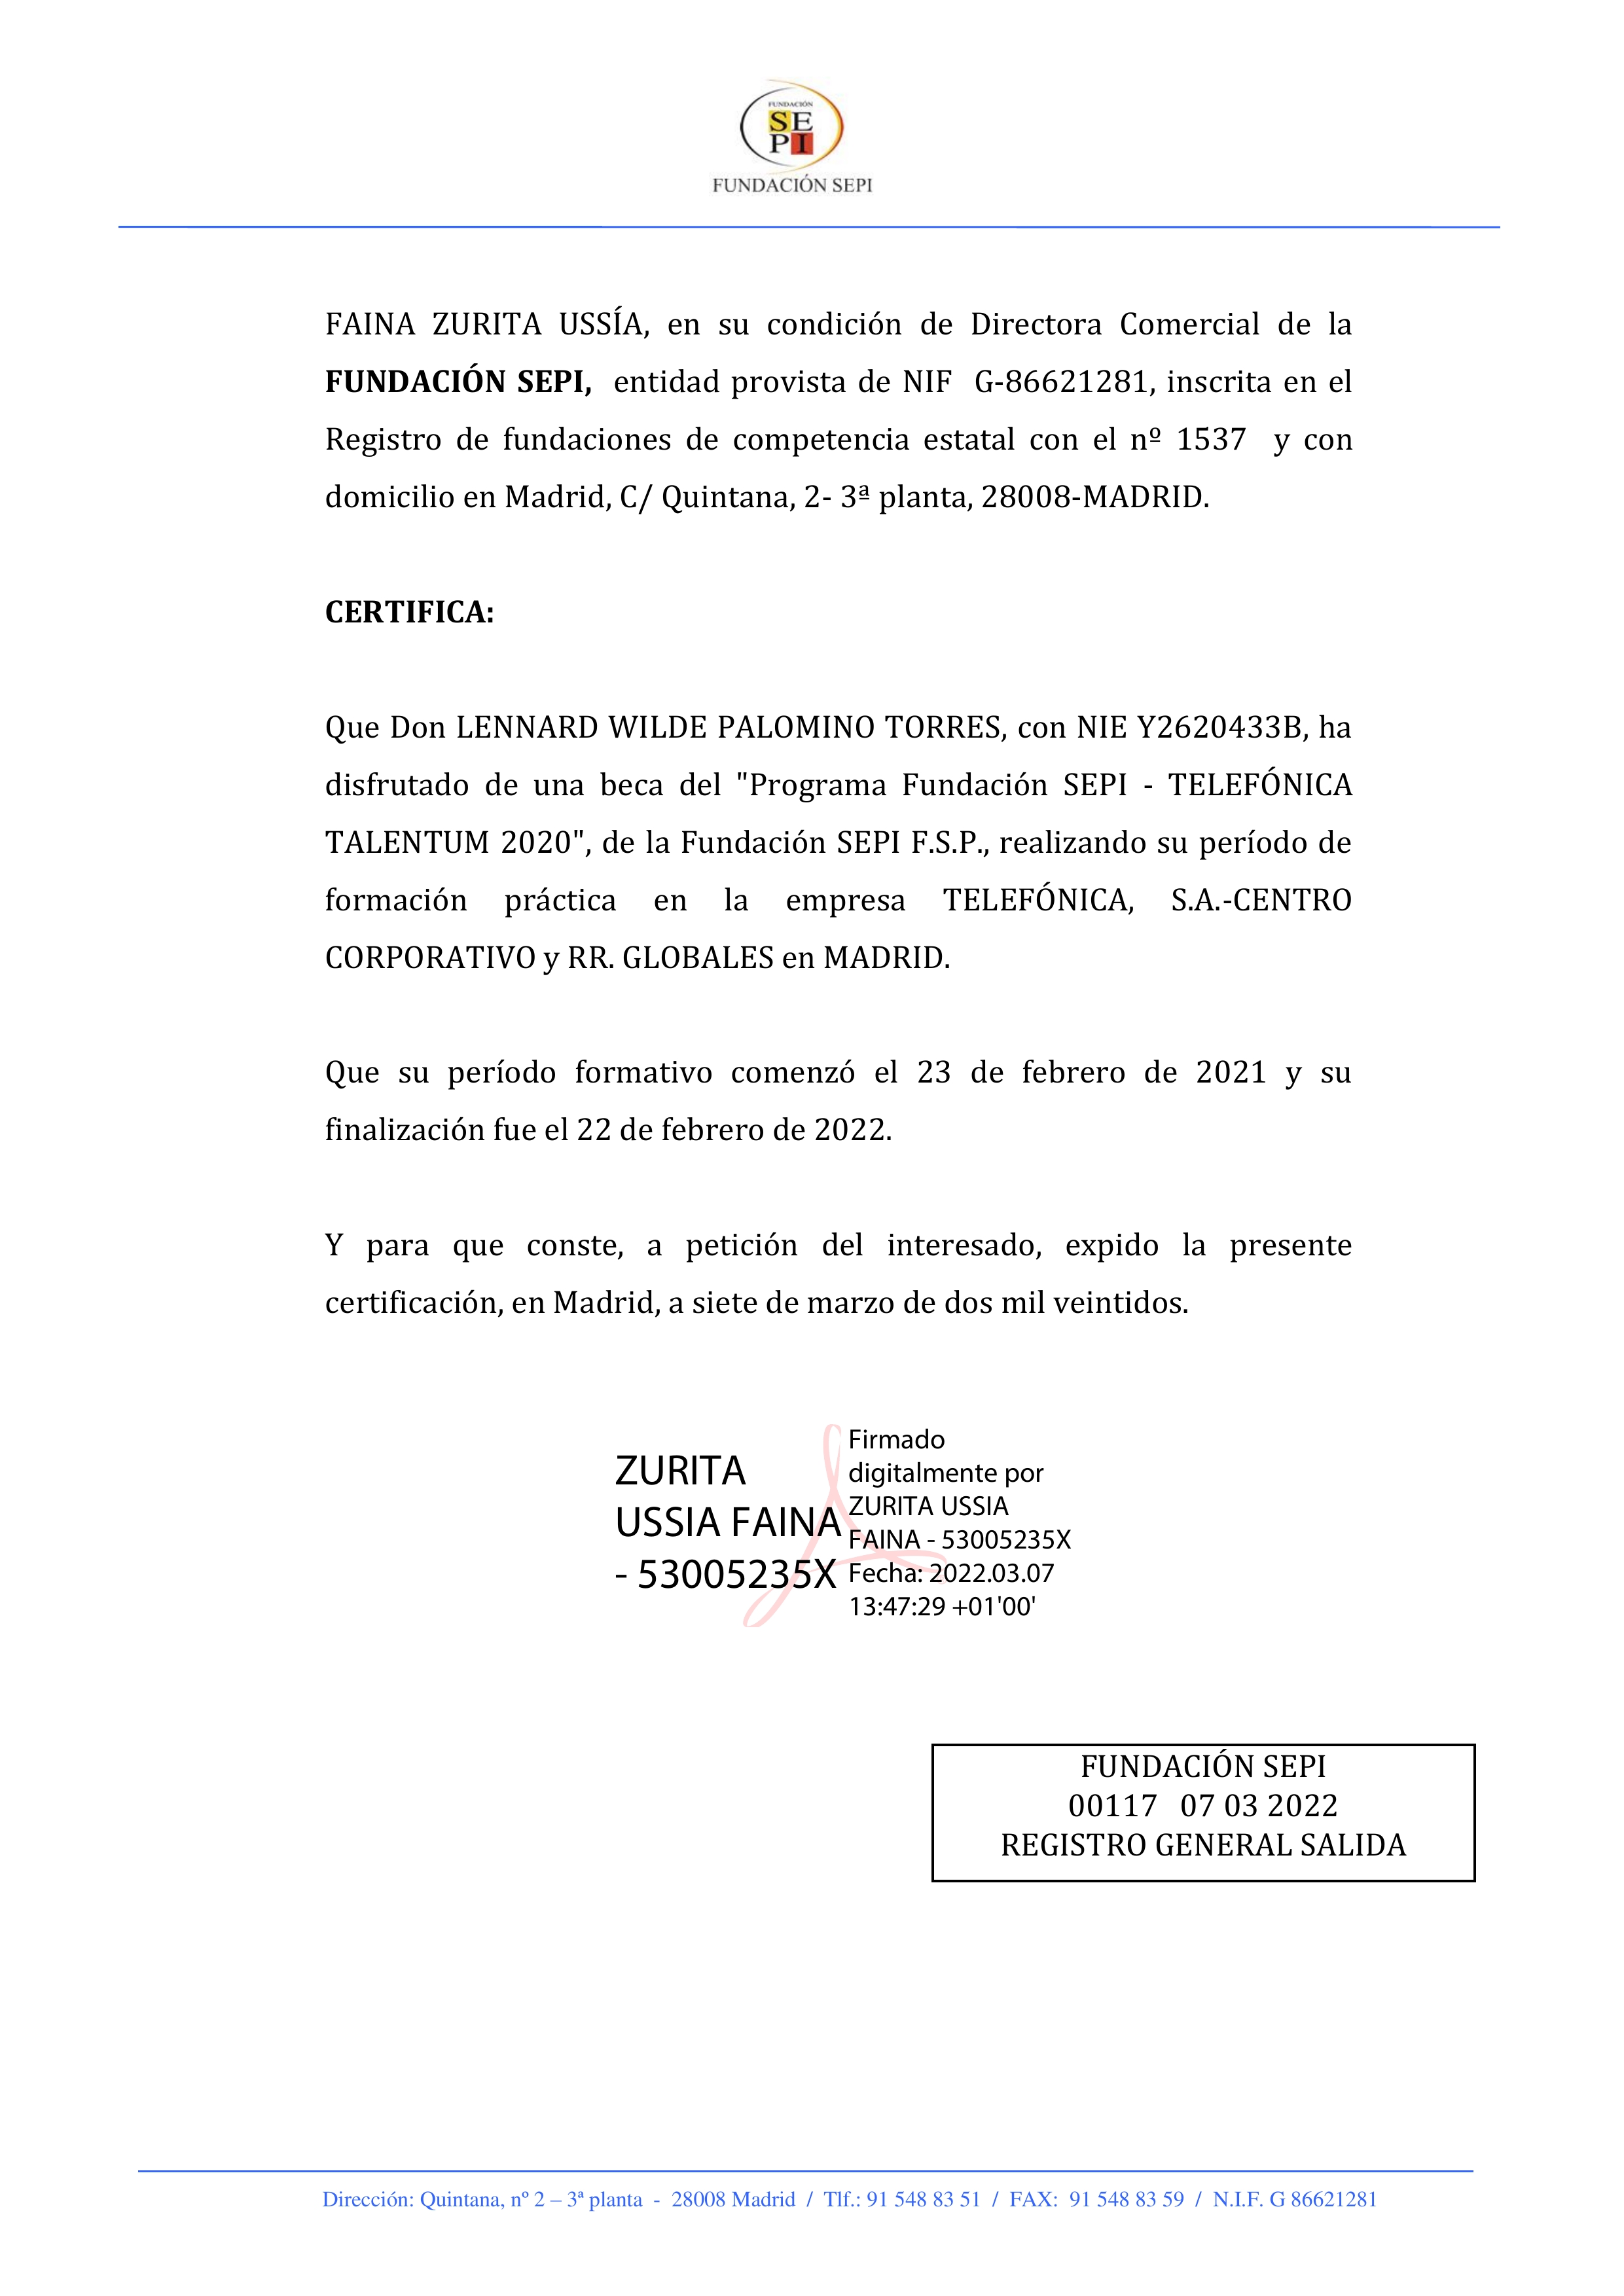 FUNDACIÓN
SE
PI
FUNDACIÓN SEPI
FAINA ZURITA USSÍA, en su condición de Directora Comercial de la
FUNDACIÓN SEPI, entidad provista de NIF G-86621281, inscrita en el
Registro de fundaciones de competencia estatal con el nº 1537 y con
domicilio en Madrid, C/ Quintana, 2- 3ª planta, 28008-MADRID.
CERTIFICA:
Que Don LENNARD WILDE PALOMINO TORRES, con NIE Y2620433B, ha
disfrutado de una beca del "Programa Fundación SEPI - TELEFÓNICA
TALENTUM 2020", de la Fundación SEPI F.S.P., realizando su período de
formación práctica en la empresa TELEFÓNICA, S.A.-CENTRO
CORPORATIVO y RR. GLOBALES en MADRID.
Que su período formativo comenzó el 23 de febrero de 2021 y su
finalización fue el 22 de febrero de 2022.
Y para que conste, a petición del interesado, expido la presente
certificación, en Madrid, a siete de marzo de dos mil veintidos.
ZURITA
USSIA FAINA
- 53005235X
Firmado
digitalmente por
ZURITA USSIA
FAINA - 53005235X
Fecha: 2022.03.07
13:47:29 +01'00'
FUNDACIÓN SEPI
00117 07 03 2022
REGISTRO GENERAL SALIDA
Dirección: Quintana, nº 2 – 3ª planta - 28008 Madrid / Tlf.: 91 548 83 51 / FAX: 91 548 83 59 / N.I.F. G 86621281